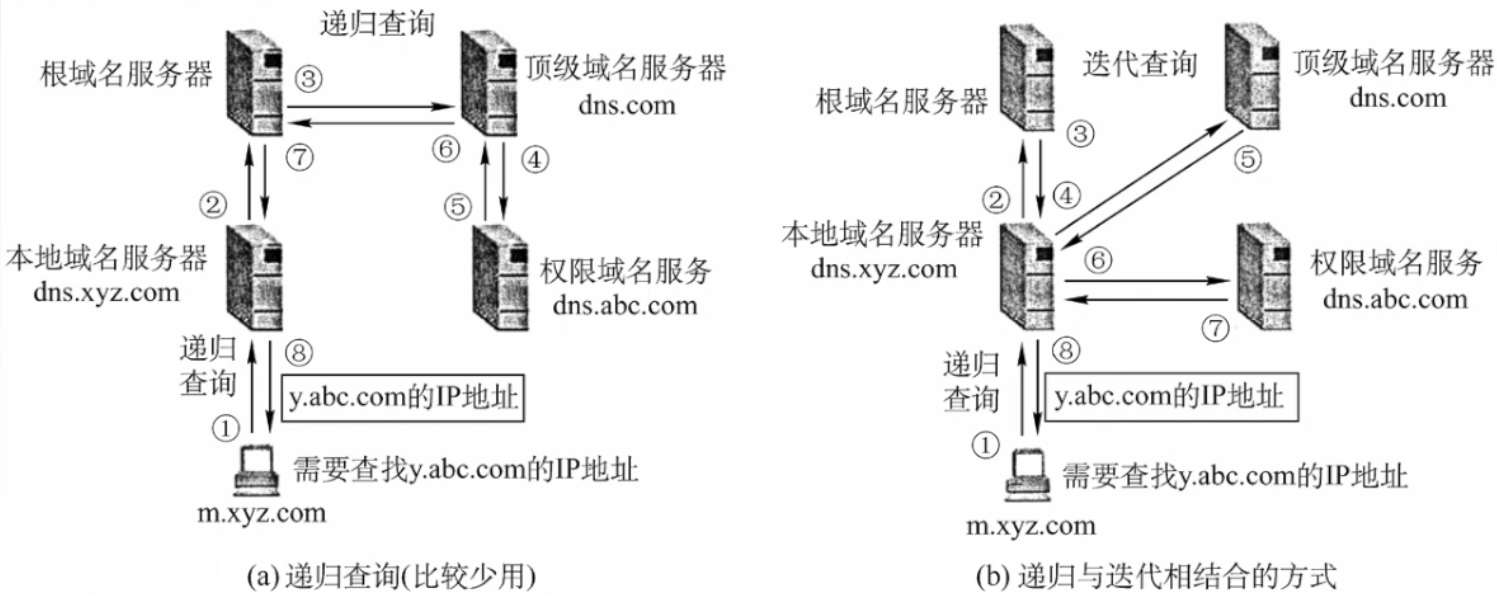 递归查询
根域名服务器
③
顶级域名服务器
dns.com
⑥
④
⑦
②
⑤
本地域名服务器
dns.xyz.com
权限域名服务
dns.abc.com
递归
查询
⑧
y.abc.com的IP地址
①
需要查找y.abc.com的IP地址
m.xyz.com
(a) 递归查询(比较少用)
迭代查询
根域名服务器
顶级域名服务器
dns.com
③
⑤
②
④
本地域名服务器
dns.xyz.com
⑥
权限域名服务
dns.abc.com
⑦
递归
查询
⑧
y.abc.com的IP地址
①
需要查找y.abc.com的IP地址
m.xyz.com
(b) 递归与迭代相结合的方式